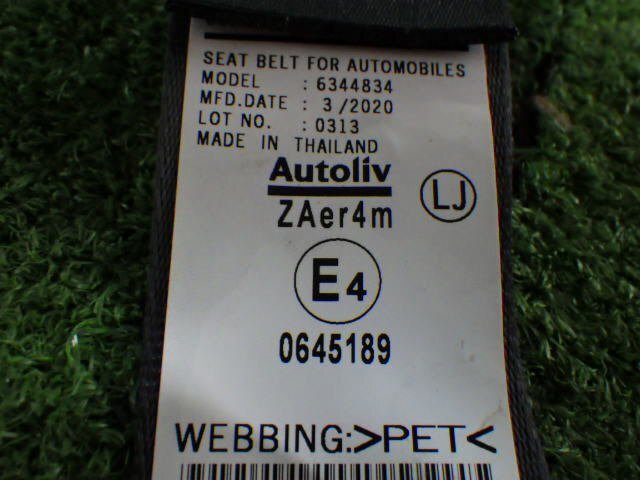 SEAT BELT FOR AUTOMOBILES
MODEL : 6344834
MFD.DATE : 3/2020
LOT NO. : 0313
MADE IN THAILAND
Autoliv
LJ
ZAer4m
E4
0645189
WEBBING:>PET<